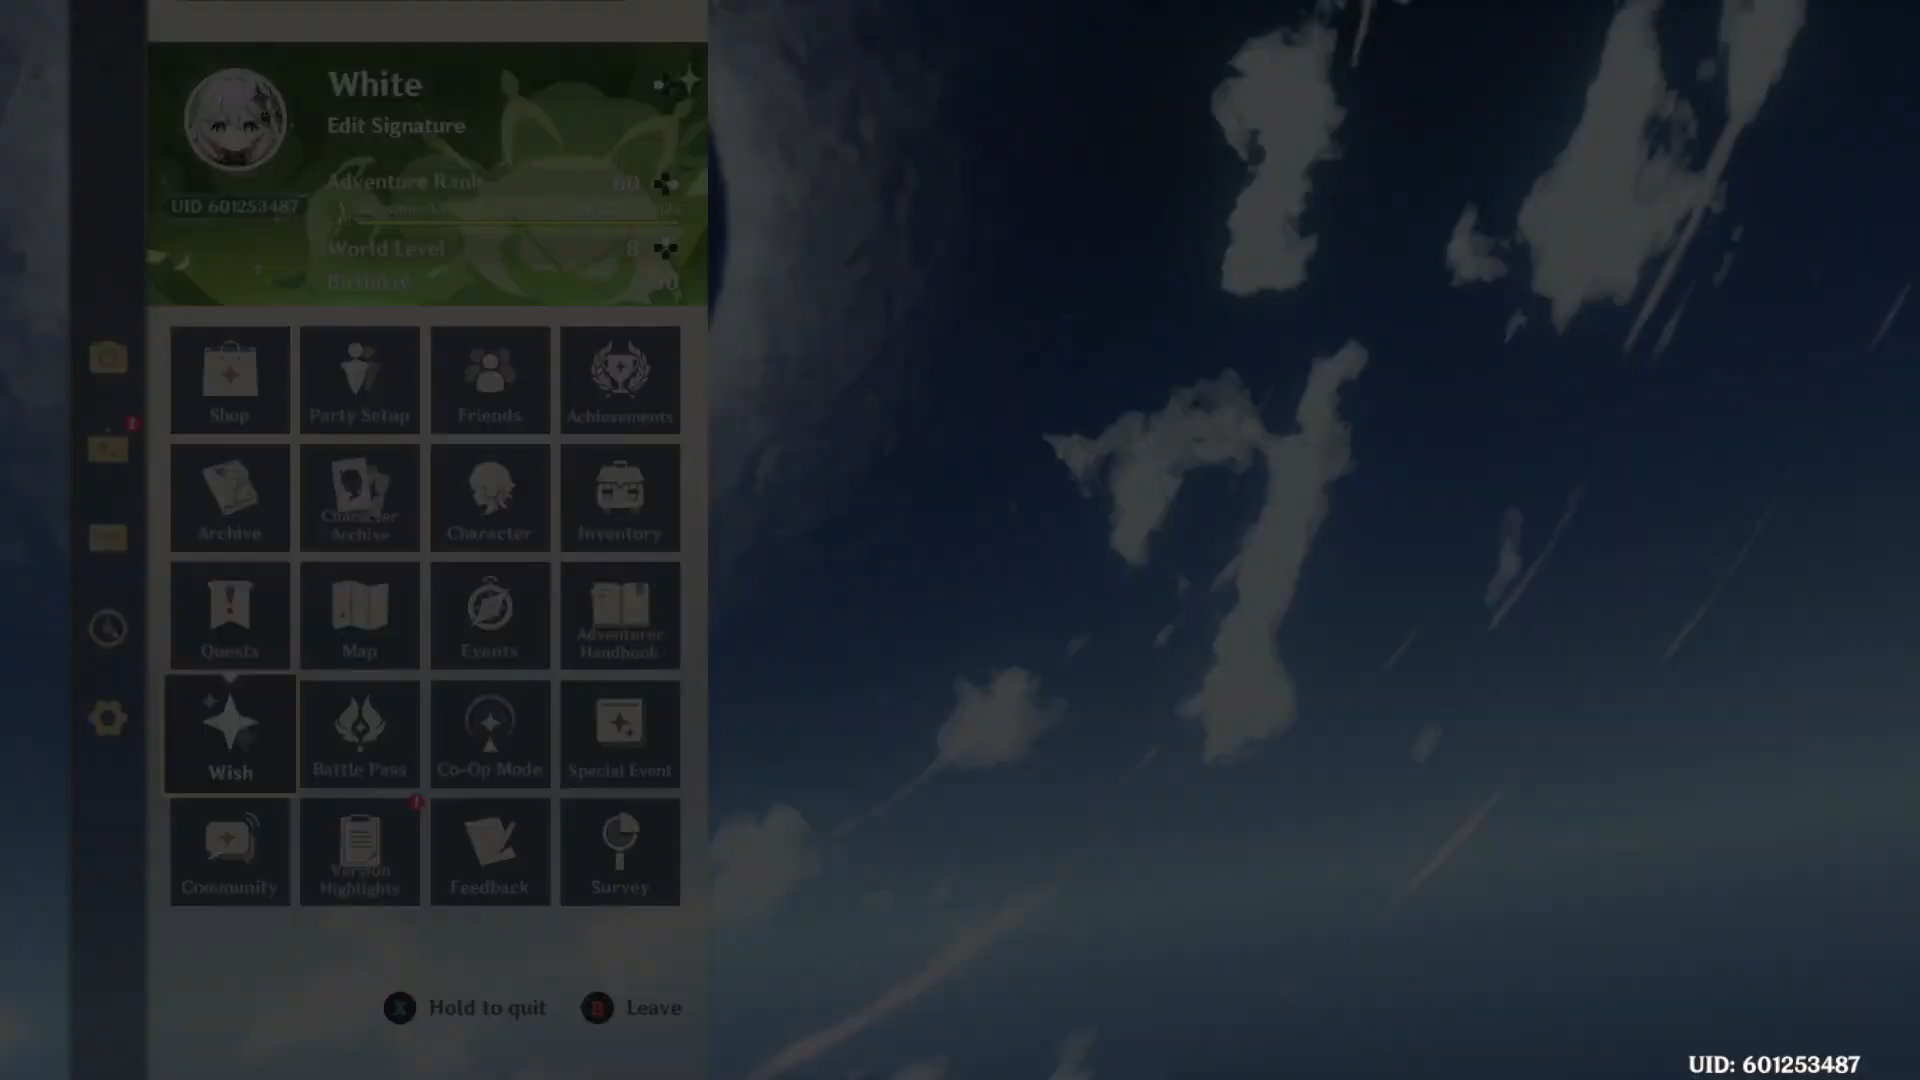 White
Edit Signature
Adventure Rank 60
UID 601253487
World Level 8
Birthday
Shop
Party Setup
Friends
Achievements
Archive
Character
Archive
Character
Inventory
Quests
Map
Events
Adventurer
Handbook
Wish
Battle Pass
Co-Op Mode
Special Event
Community
Version
Highlights
Feedback
Survey
X Hold to quit
B Leave
UID: 601253487